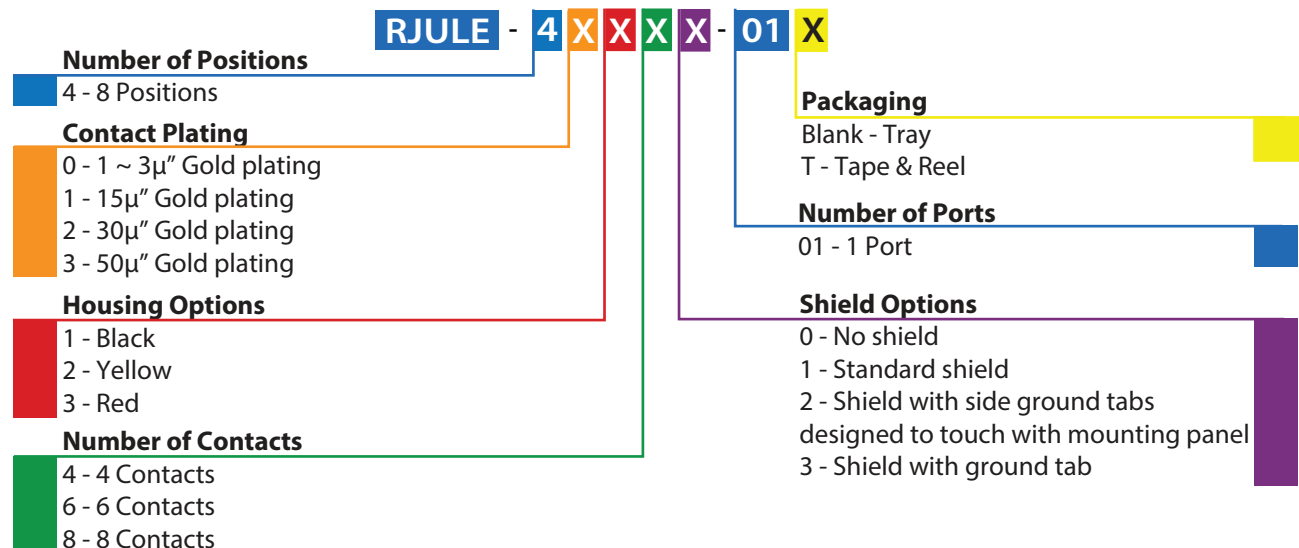 RJULE - 4 X X X X - 01 X
Number of Positions
4 - 8 Positions
Contact Plating
0 - 1 ~ 3µ” Gold plating
1 - 15µ” Gold plating
2 - 30µ” Gold plating
3 - 50µ” Gold plating
Housing Options
1 - Black
2 - Yellow
3 - Red
Number of Contacts
4 - 4 Contacts
6 - 6 Contacts
8 - 8 Contacts
Packaging
Blank - Tray
T - Tape & Reel
Number of Ports
01 - 1 Port
Shield Options
0 - No shield
1 - Standard shield
2 - Shield with side ground tabs
designed to touch with mounting panel
3 - Shield with ground tab